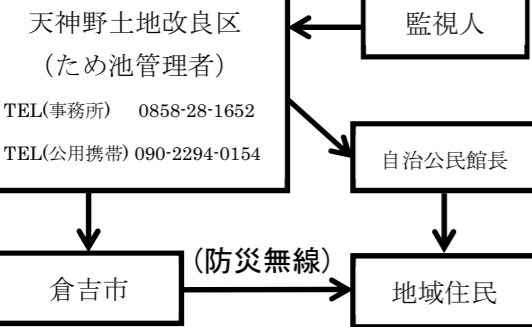 天神野土地改良区
（ため池管理者）
TEL(事務所)　0858-28-1652
TEL(公用携帯) 090-2294-0154
監視人
自治公民館長
倉吉市
（防災無線）
地域住民